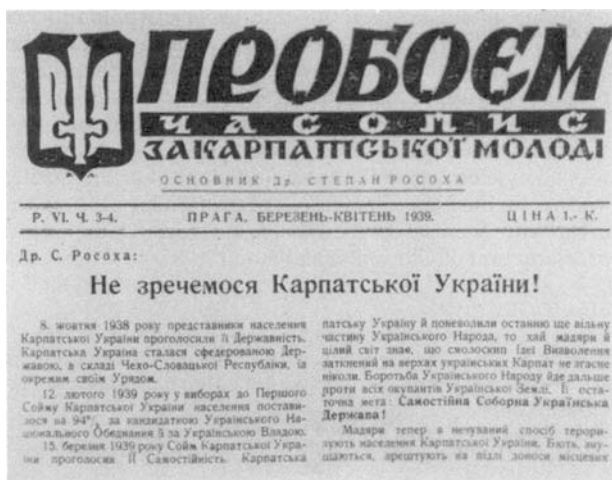 ПРОБОЄМ
ЧАСОПИС
ЗАКАРПАТСЬКОЇ МОЛОДІ
ОСНОВНИК Др. СТЕПАН РОСОХА
Р. VI. Ч. 3-4.
ПРАГА. БЕРЕЗЕНЬ-КВІТЕНЬ 1939.
ЦІНА 1.- К.
Др. С. Росоха:
Не зречемося Карпатської України!
8. жовтня 1938 року представники населення
Карпатської України проголосили її Державність.
Карпатська Україна сталася сфедерованою Дер-
жавою, в складі Чехо-Словацької Республіки, із
окремим своїм Урядом.
12. лютого 1939 року у виборах до Першого
Сойму Карпатської України населення постави-
лося на 94% за кандидаткою Українського На-
ціонального Обєднання § за Українською Владою.
15. березня 1939 року Сойм Карпатської Укра-
їни проголосив її Самостійність. Карпатська
патську Україну й поневолили останню ще вільну
частину Українського Народа, то хай мадяри й
цілий світ знає, що смолоскип Ідеї Визволення
заткнений на верхах українських Карпат не згасне
ніколи. Боротьба Українського Народу йде дальше
проти всіх окупантів Української Землі. Її оста-
точна мета: Самостійна Соборна Українська
Держава!
Мадяри тепер в нечуваний спосіб терори-
зують населення Карпатської України. Бють, зну-
щаються, арештують на підлі доноси місцевих